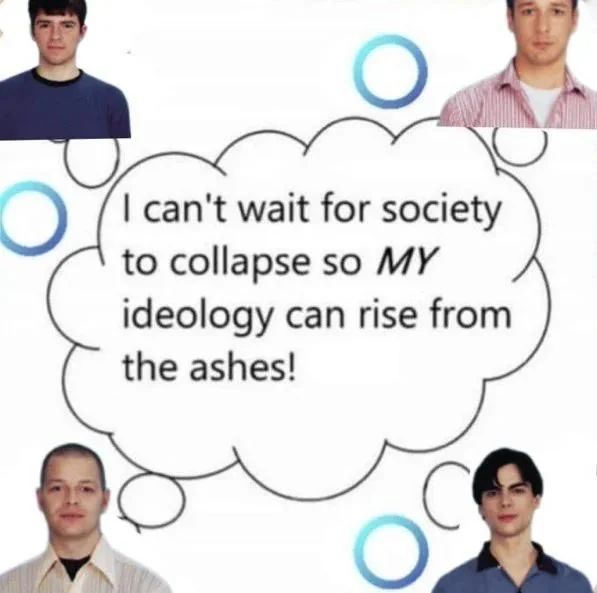 I can't wait for society
to collapse so MY
ideology can rise from
the ashes!